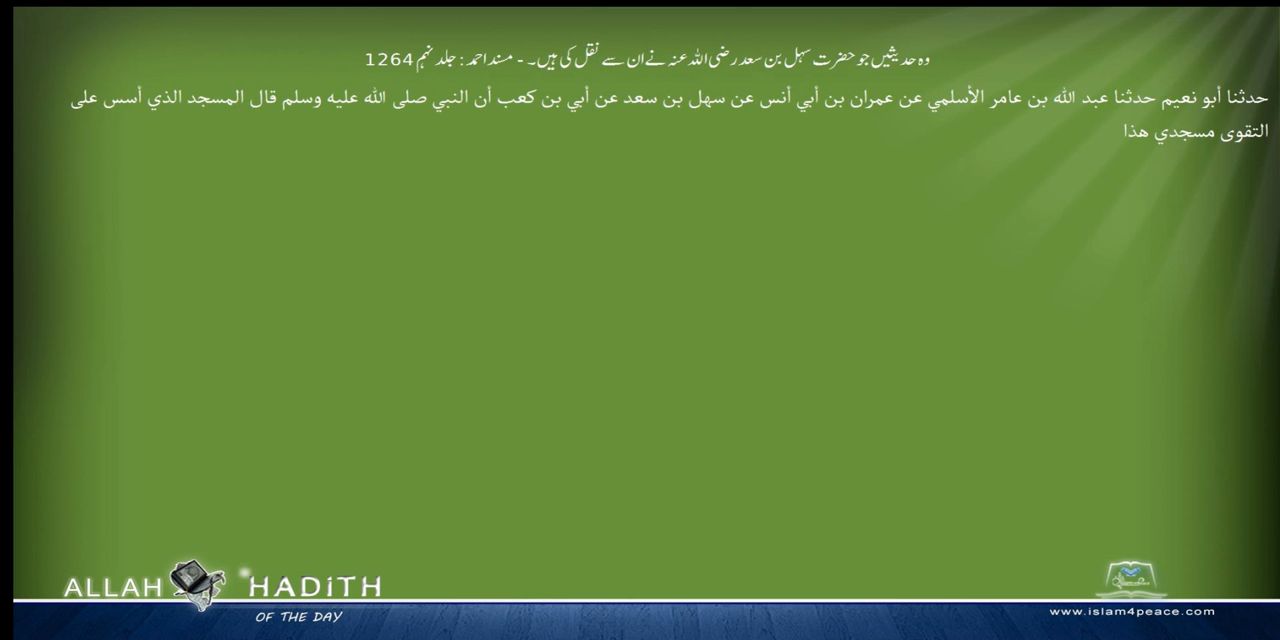 وہ حدیثیں جو حضرت سہل بن سعد رضی اللہ عنہ نے ان سے نقل کی ہیں۔ - مسند احمد : جلد نہم 1264
حدثنا أبو نعيم حدثنا عبد الله بن عامر الأسلمي عن عمران بن أبي أنس عن سهل بن سعد عن أبي بن كعب أن النبي صلى الله عليه وسلم قال المسجد الذي أسس على
التقوى مسجدي هذا
ALLAH HADiTH
OF THE DAY
www.islam4peace.com